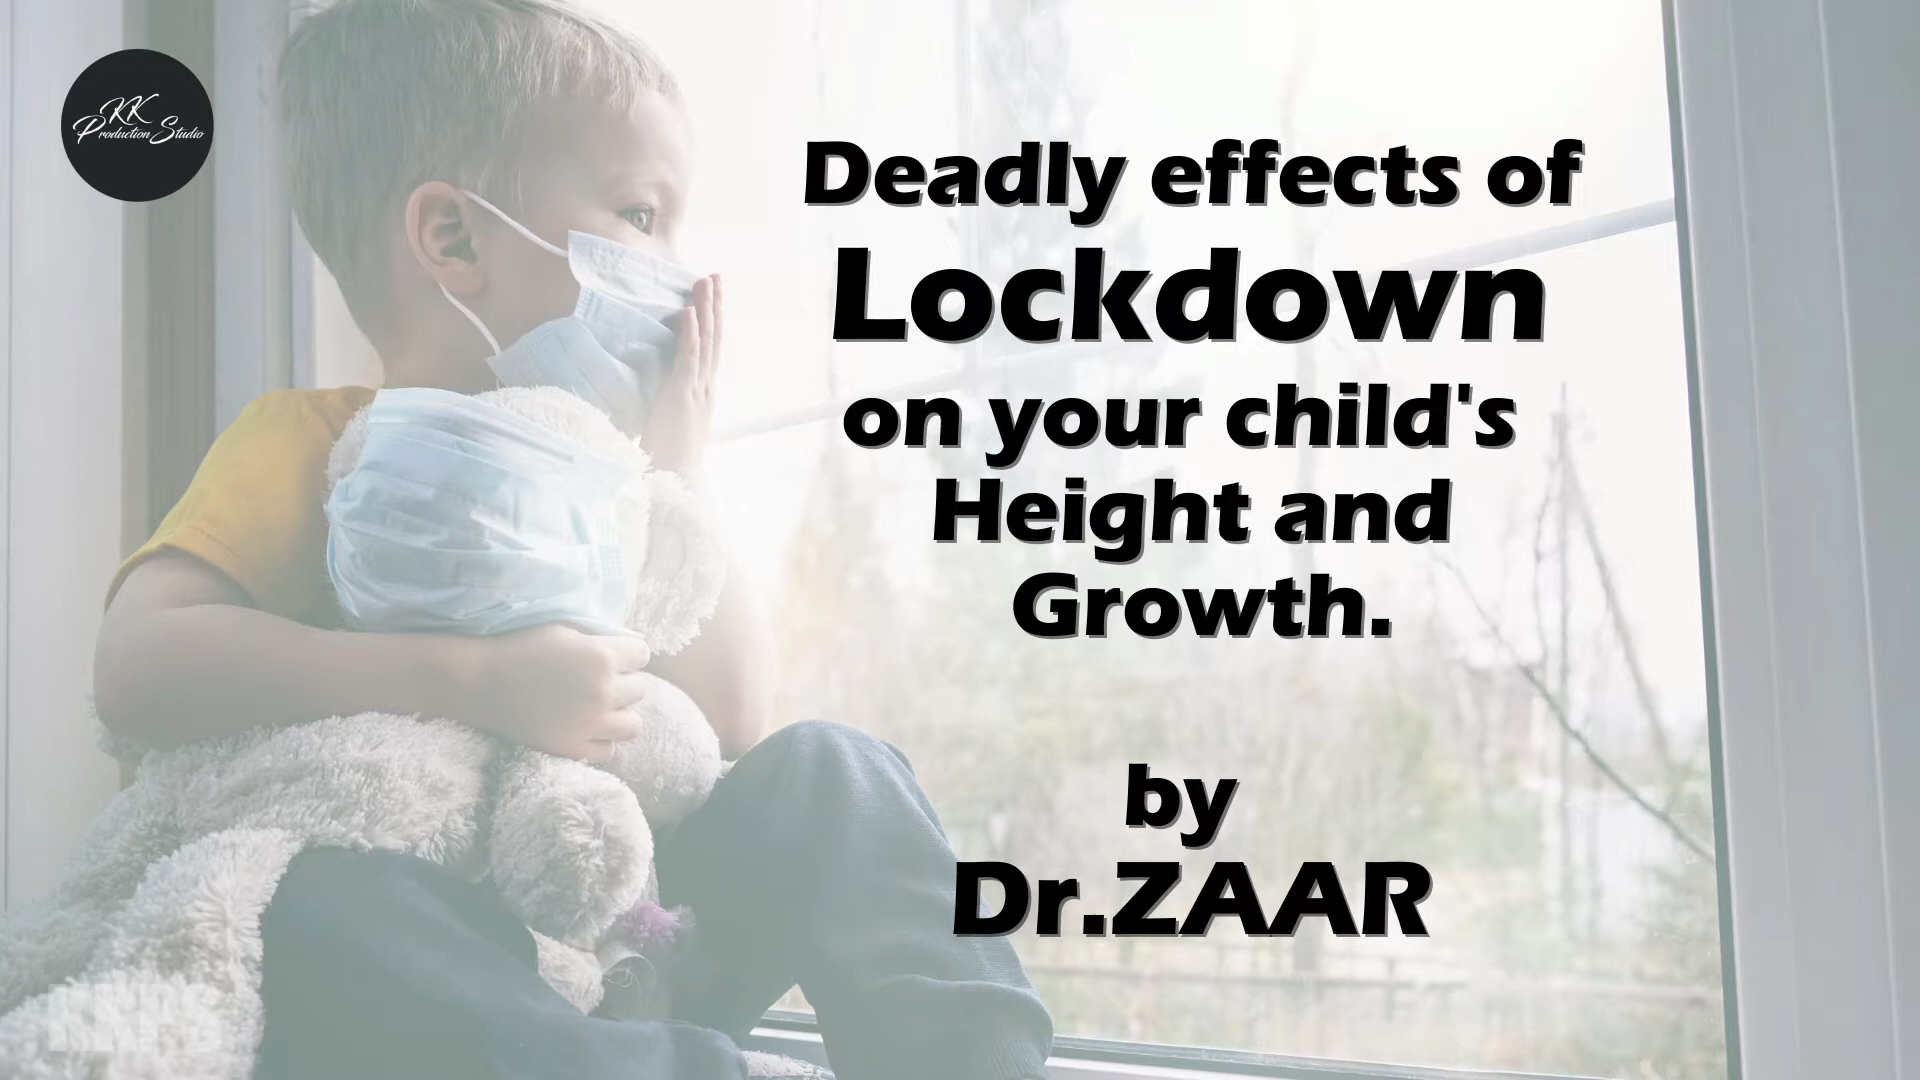 KK
Production Studio
Deadly effects of
Lockdown
on your child's
Height and
Growth.
by
Dr.ZAAR